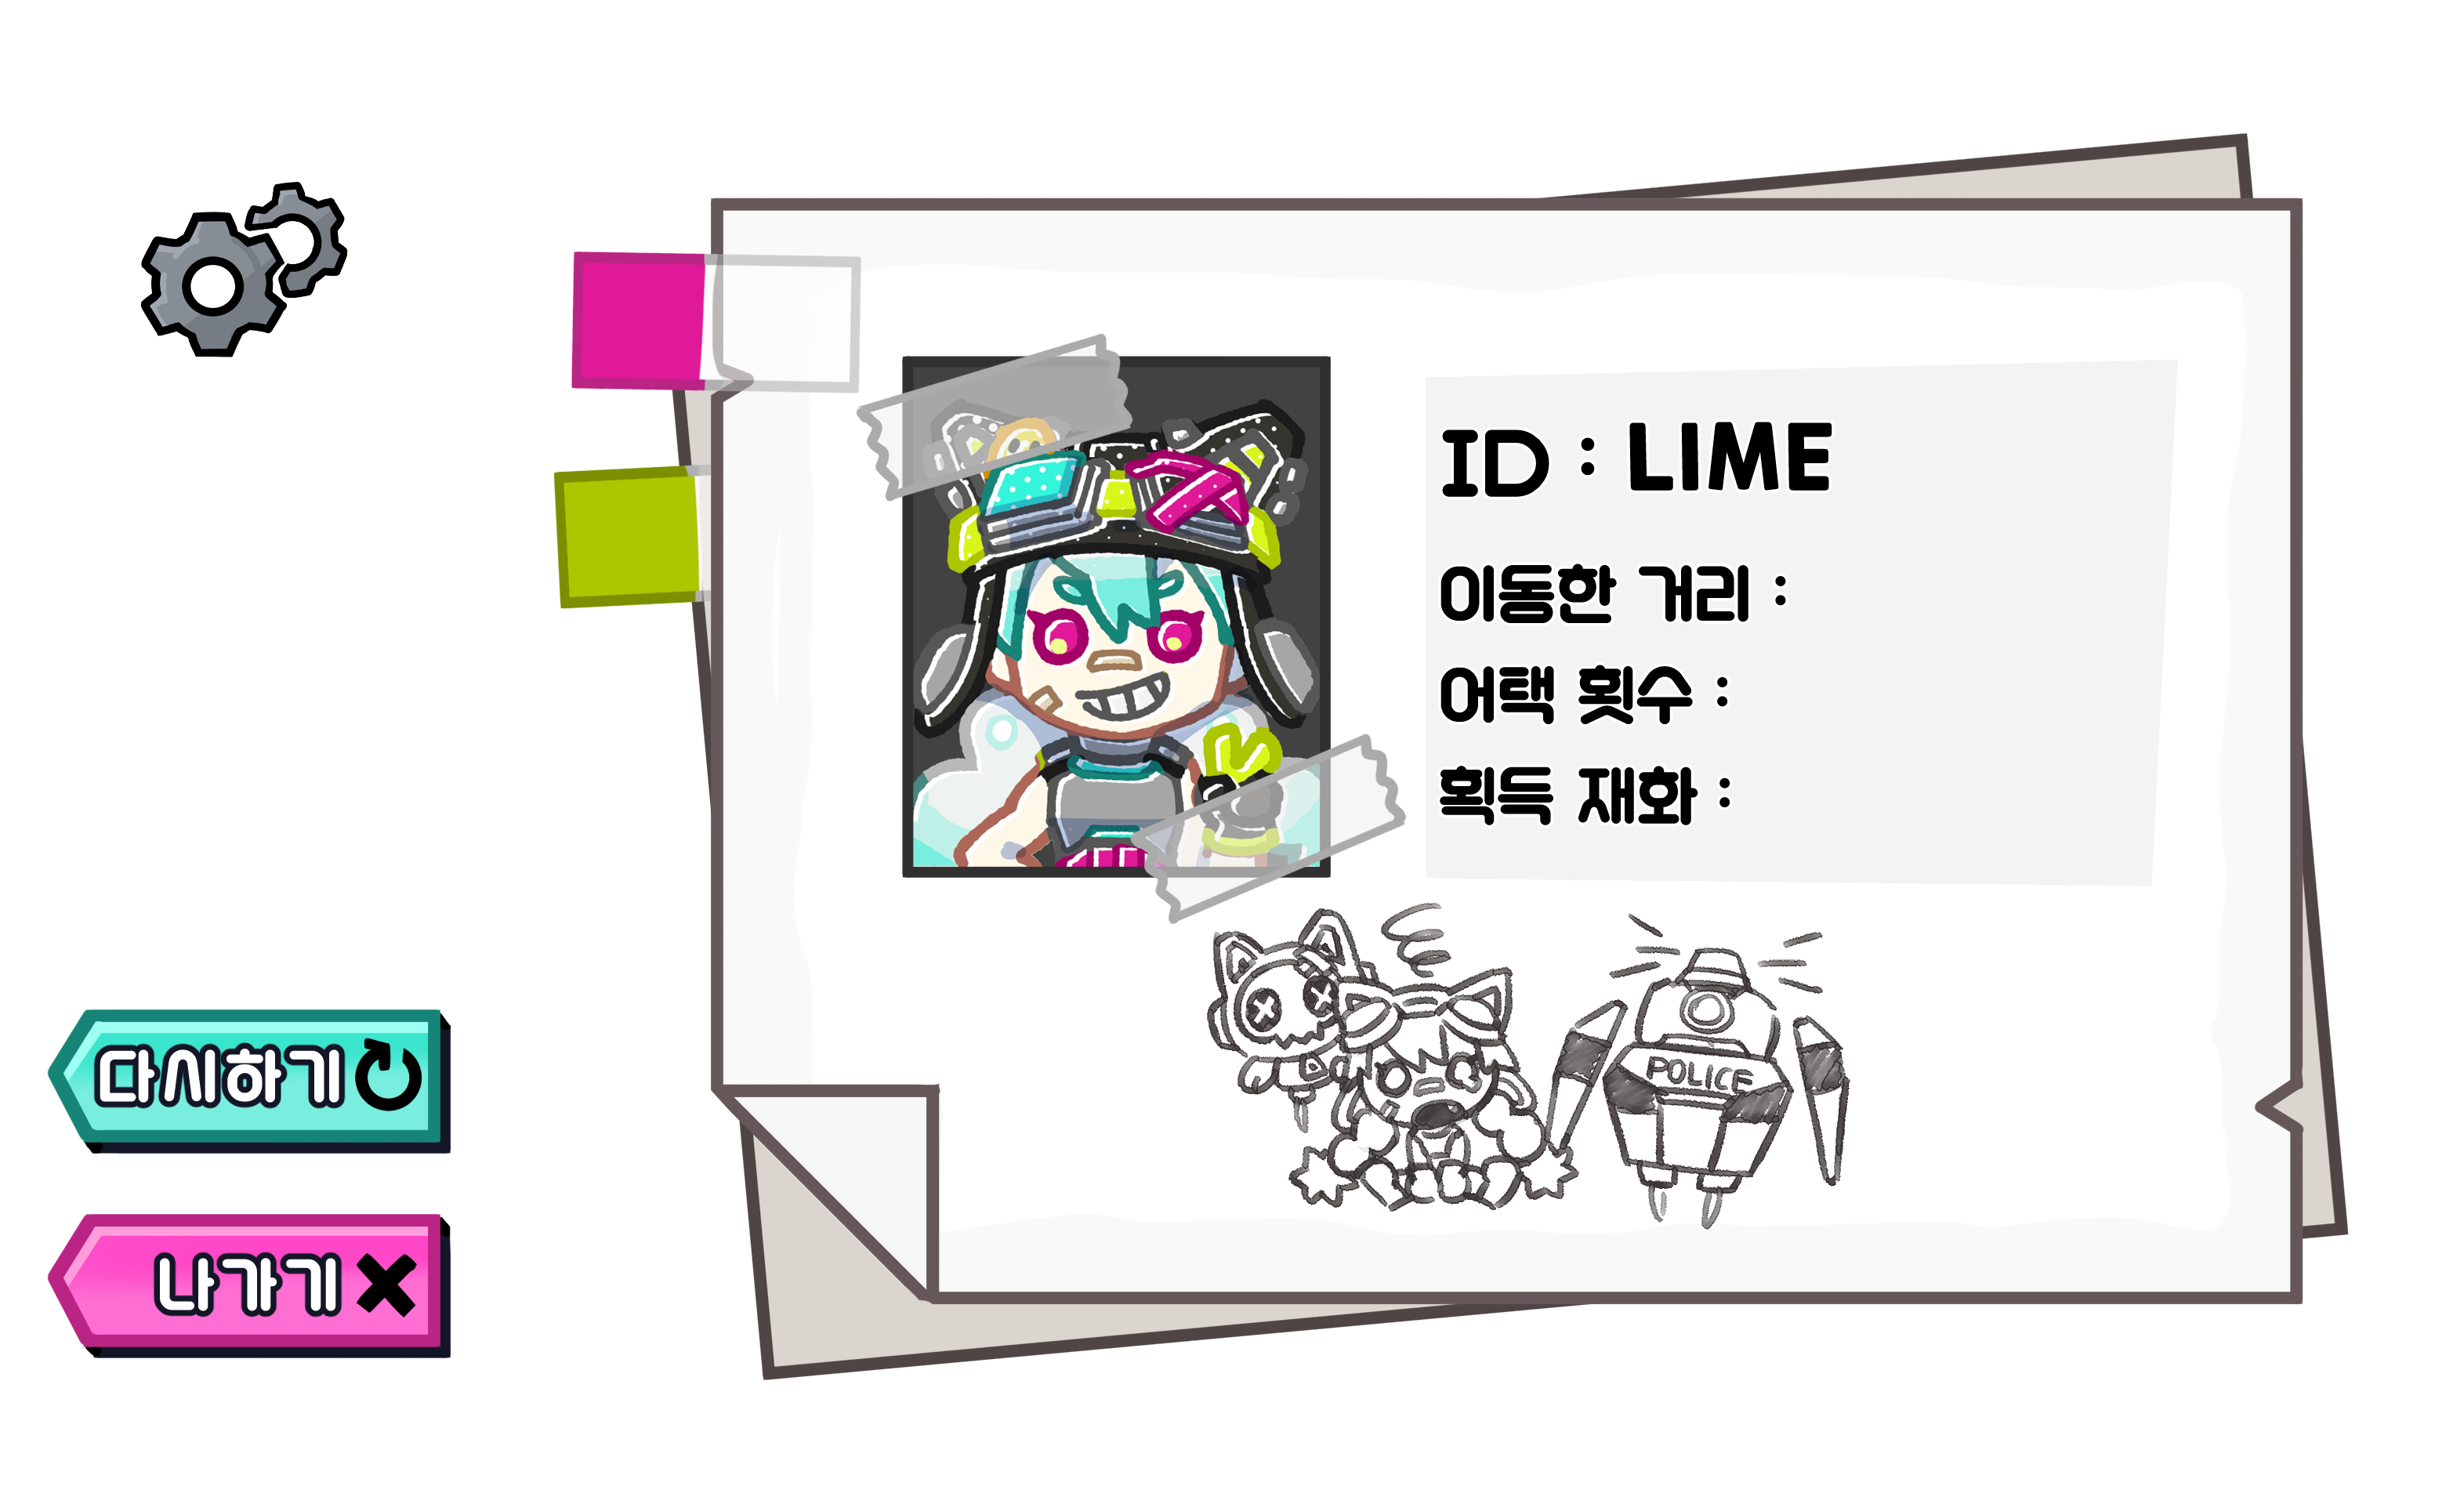 ID : LIME
이동한 거리 :
어택 횟수 :
획득 재화 :
POLICE
다시하기
나가기